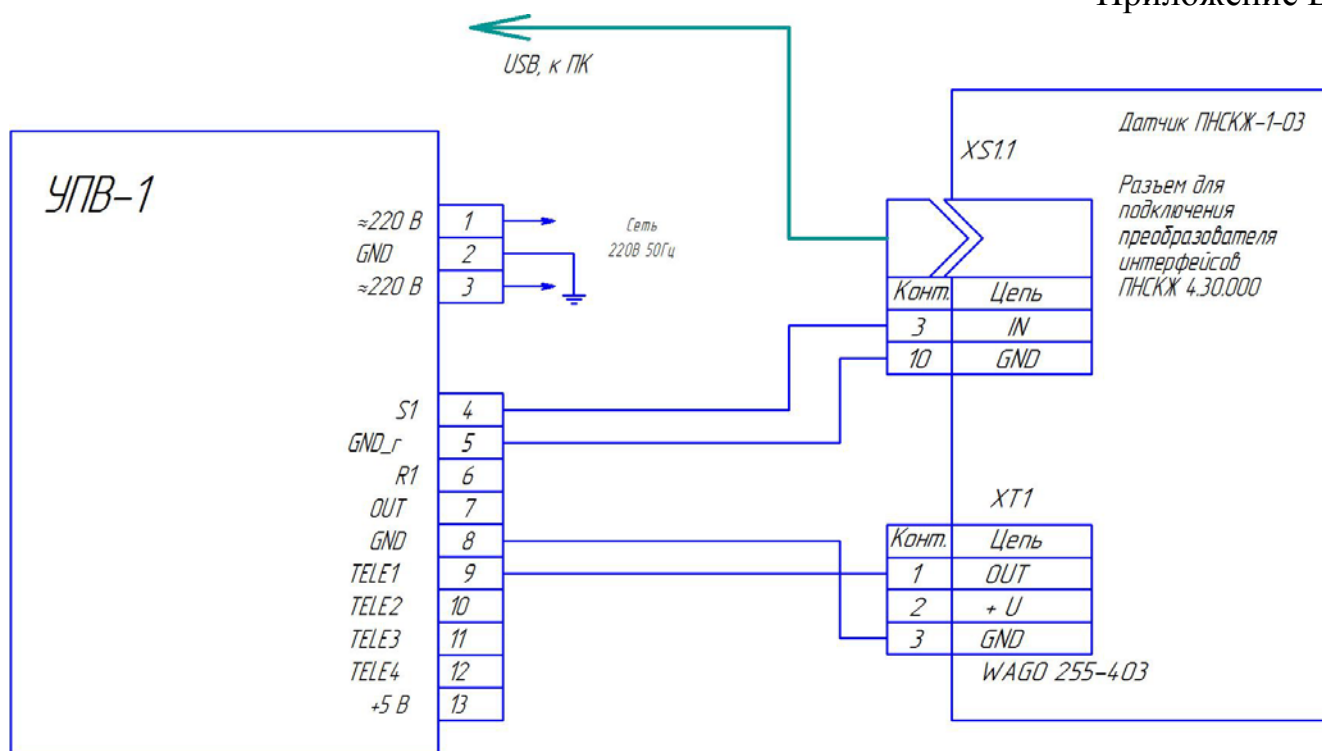 Приложение
USB, к ПК
УПВ-1
≈220 В 1
GND 2
≈220 В 3
Сеть
220В 50Гц
S1 4
GND_г 5
R1 6
OUT 7
GND 8
TELE1 9
TELE2 10
TELE3 11
TELE4 12
+5 В 13
Датчик ПНСКЖ-1-03
XS1.1
Разъем для
подключения
преобразователя
интерфейсов
ПНСКЖ 4.30.000
Конт. Цепь
3 IN
10 GND
XT1
Конт. Цепь
1 OUT
2 + U
3 GND
WAGO 255-403